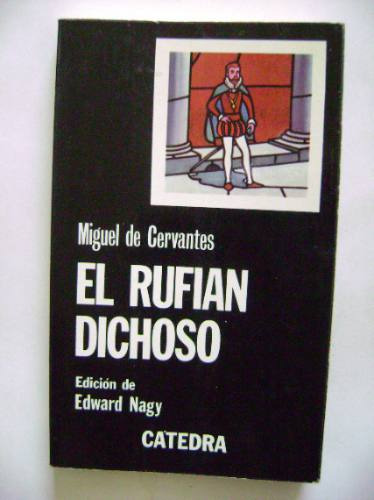 Miguel de Cervantes
EL RUFIAN
DICHOSO
Edición de
Edward Nagy
CATEDRA